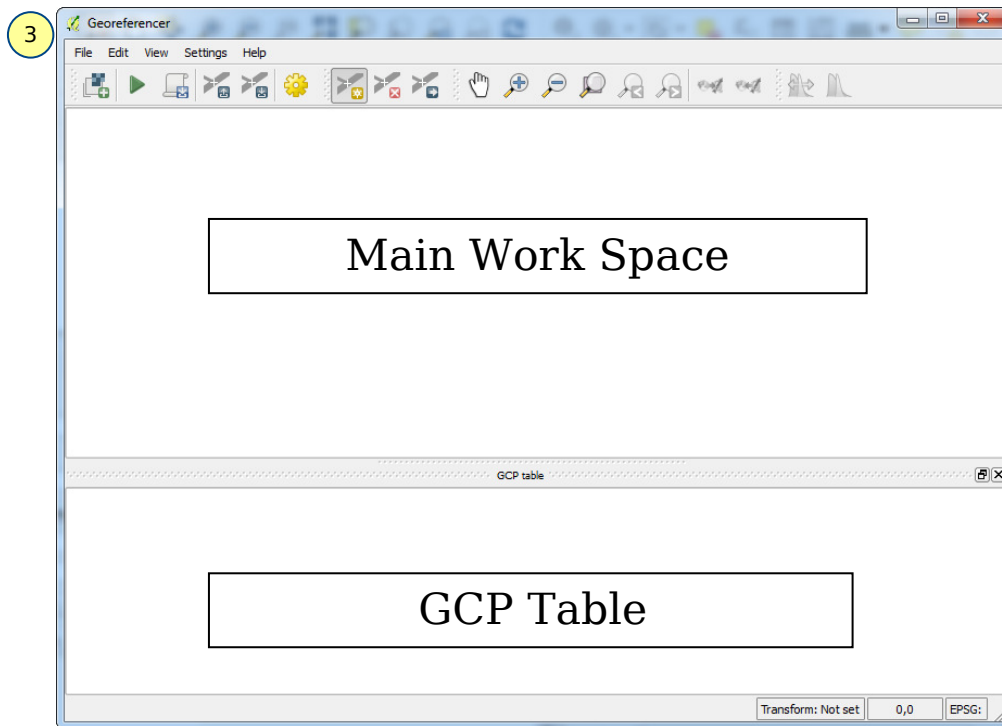 3
Georeferencer
File Edit View Settings Help
Main Work Space
GCP table
GCP Table
Transform: Not set 0,0 EPSG: